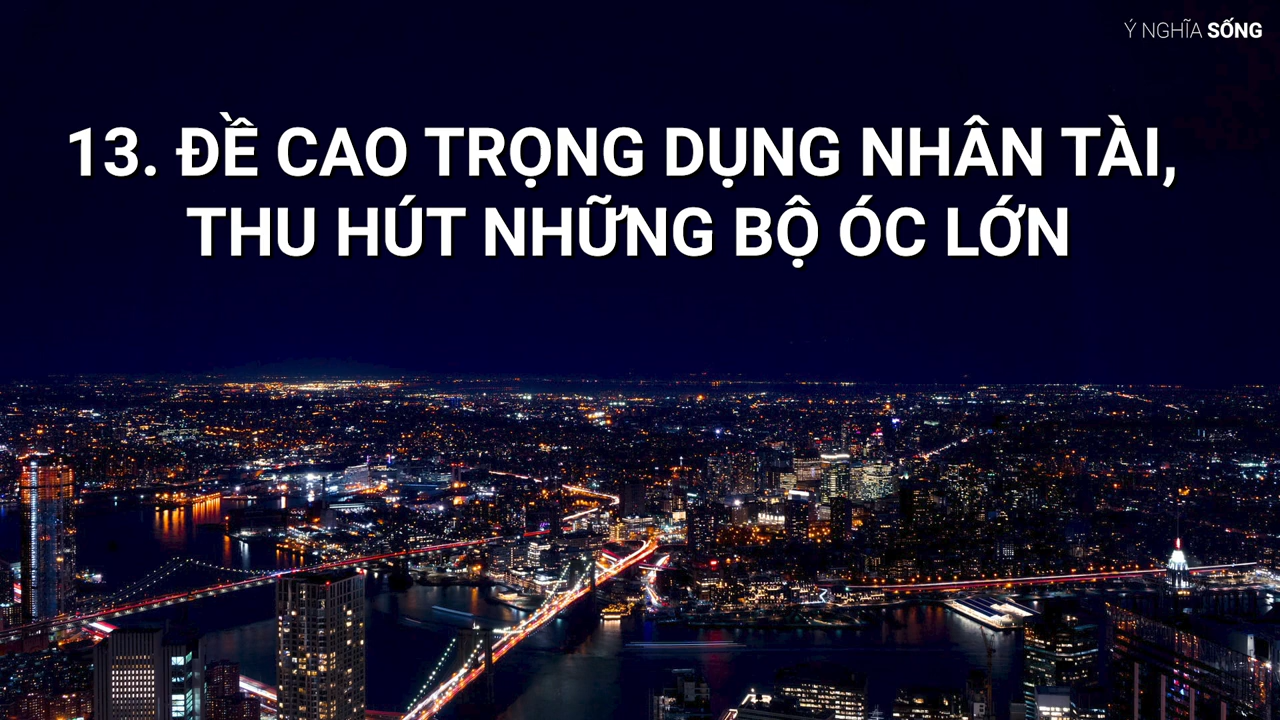 Ý NGHĨA SỐNG
13. ĐỀ CAO TRỌNG DỤNG NHÂN TÀI,
THU HÚT NHỮNG BỘ ÓC LỚN